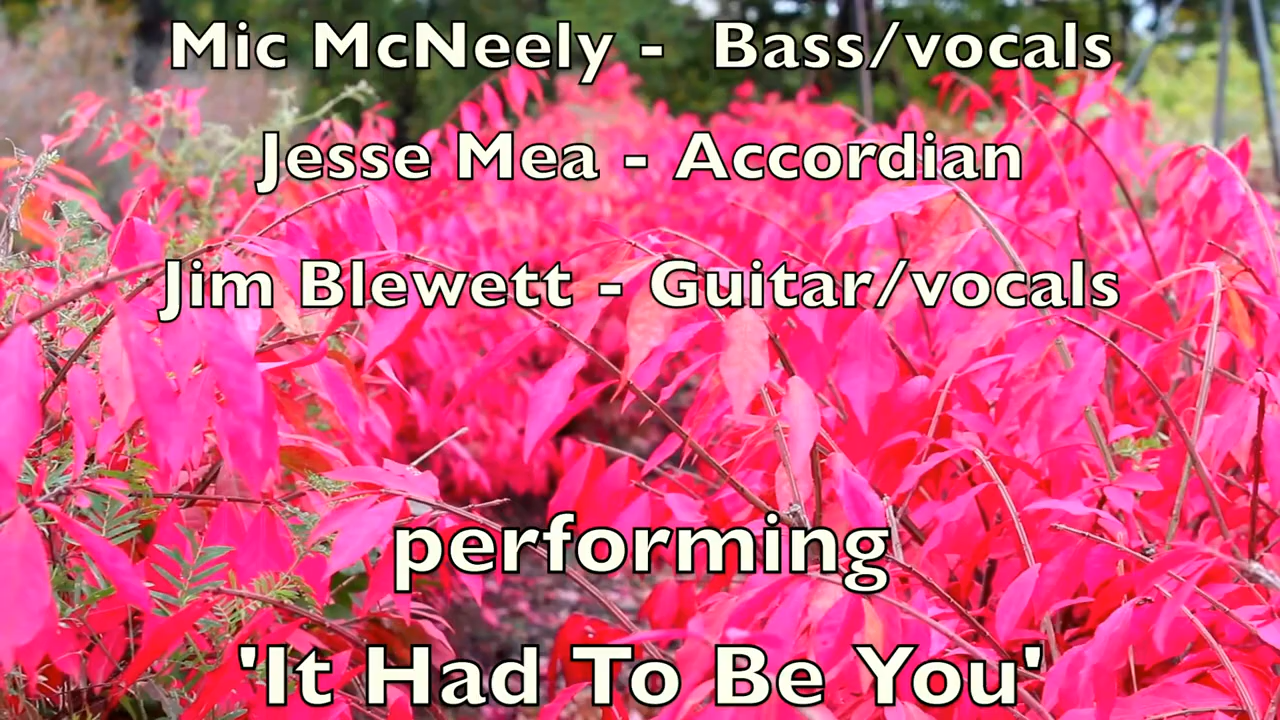 Mic McNeely -  Bass/vocals
Jesse Mea - Accordian
Jim Blewett - Guitar/vocals
performing
'It Had To Be You'